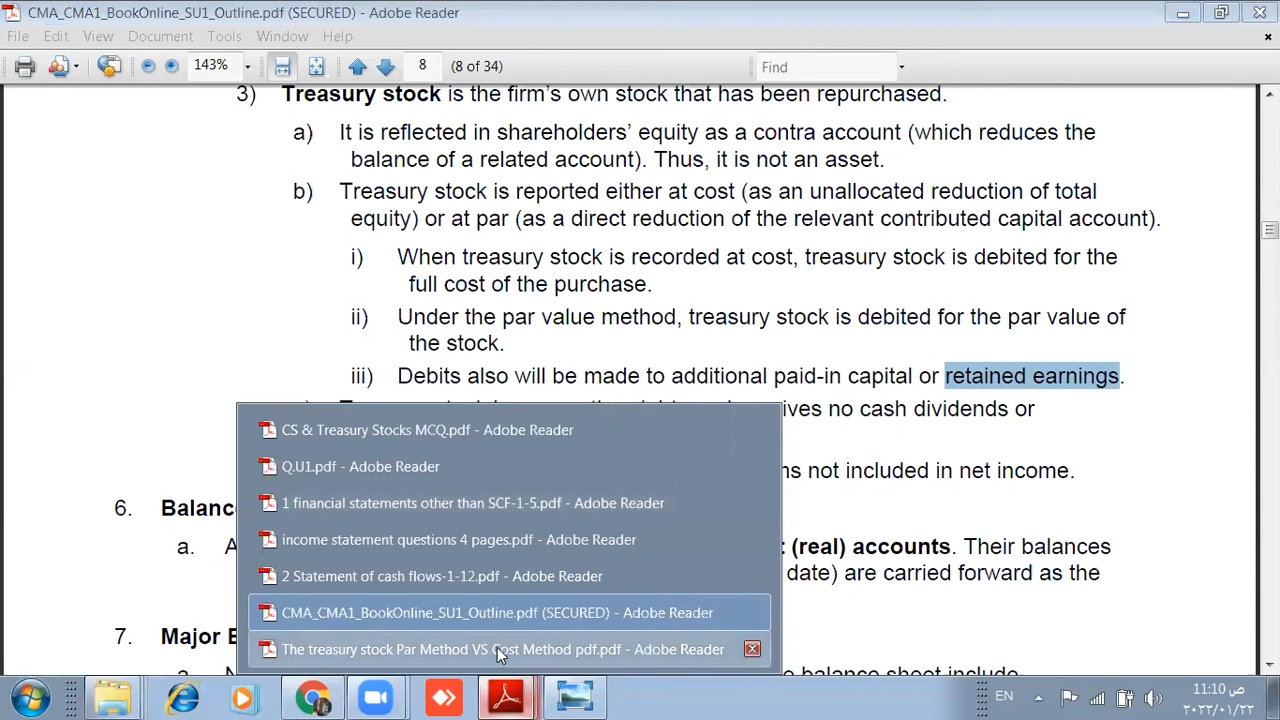 CMA_CMA1_BookOnline_SU1_Outline.pdf (SECURED) - Adobe Reader
File Edit View Document Tools Window Help
143% 8 (8 of 34) Find
3) Treasury stock is the firm's own stock that has been repurchased.
a) It is reflected in shareholders' equity as a contra account (which reduces the
balance of a related account). Thus, it is not an asset.
b) Treasury stock is reported either at cost (as an unallocated reduction of total
equity) or at par (as a direct reduction of the relevant contributed capital account).
i) When treasury stock is recorded at cost, treasury stock is debited for the
full cost of the purchase.
ii) Under the par value method, treasury stock is debited for the par value of
the stock.
iii) Debits also will be made to additional paid-in capital or retained earnings.
ives no cash dividends or
CS & Treasury Stocks MCQ.pdf - Adobe Reader
Q.U1.pdf - Adobe Reader
ns not included in net income.
1 financial statements other than SCF-1-5.pdf - Adobe Reader
6. Balanc
income statement questions 4 pages.pdf - Adobe Reader
a. A
t (real) accounts. Their balances
2 Statement of cash flows-1-12.pdf - Adobe Reader
date) are carried forward as the
CMA_CMA1_BookOnline_SU1_Outline.pdf (SECURED) - Adobe Reader
7. Major B
The treasury stock Par Method VS Cost Method pdf.pdf - Adobe Reader
a. N
e balance sheet include
EN
11:10 ص
٢٠٢٢/٠١/٢٢